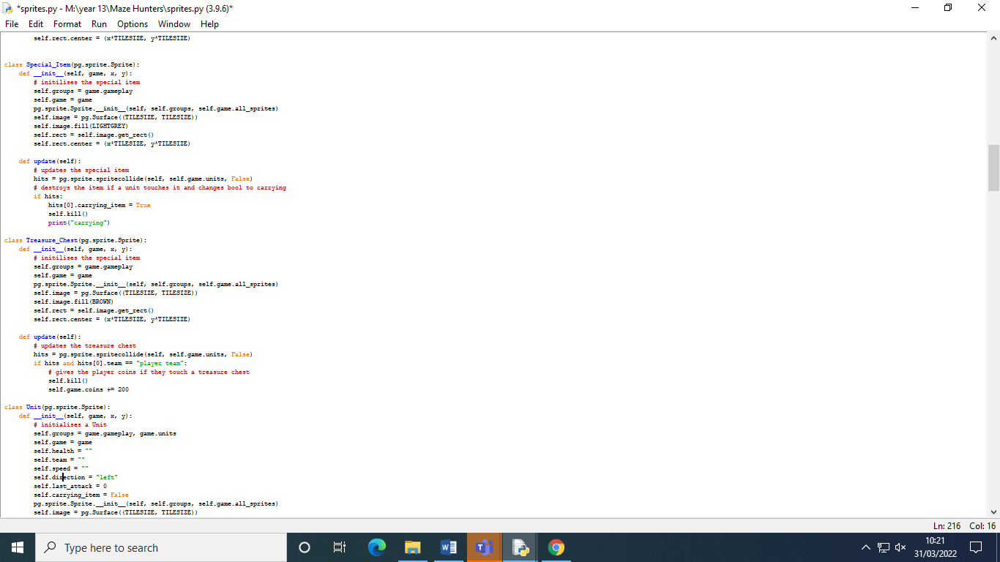 *sprites.py - M:\year 13\Maze Hunters\sprites.py (3.9.6)*
File Edit Format Run Options Window Help
        self.rect.center = (x*TILESIZE, y*TILESIZE)
class Special_Item(pg.sprite.Sprite):
    def __init__(self, game, x, y):
        # initilises the special item
        self.groups = game.gameplay
        self.game = game
        pg.sprite.Sprite.__init__(self, self.groups, self.game.all_sprites)
        self.image = pg.Surface((TILESIZE, TILESIZE))
        self.image.fill(LIGHTGREY)
        self.rect = self.image.get_rect()
        self.rect.center = (x*TILESIZE, y*TILESIZE)
    def update(self):
        # updates the special item
        hits = pg.sprite.spritecollide(self, self.game.units, False)
        # destroys the item if a unit touches it and changes bool to carrying
        if hits:
            hits[0].carrying_item = True
            self.kill()
            print("carrying")
class Treasure_Chest(pg.sprite.Sprite):
    def __init__(self, game, x, y):
        # initilises the special item
        self.groups = game.gameplay
        self.game = game
        pg.sprite.Sprite.__init__(self, self.groups, self.game.all_sprites)
        self.image = pg.Surface((TILESIZE, TILESIZE))
        self.image.fill(BROWN)
        self.rect = self.image.get_rect()
        self.rect.center = (x*TILESIZE, y*TILESIZE)
    def update(self):
        # updates the treasure chest
        hits = pg.sprite.spritecollide(self, self.game.units, False)
        if hits and hits[0].team == "player team":
            # gives the player coins if they touch a treasure chest
            self.kill()
            self.game.coins += 200
class Unit(pg.sprite.Sprite):
    def __init__(self, game, x, y):
        # initialises a Unit
        self.groups = game.gameplay, game.units
        self.game = game
        self.health = ""
        self.team = ""
        self.speed = ""
        self.direction = "left"
        self.last_attack = 0
        self.carrying_item = False
        pg.sprite.Sprite.__init__(self, self.groups, self.game.all_sprites)
        self.image = pg.Surface((TILESIZE, TILESIZE))
Ln: 216 Col: 16
Type here to search
10:21
31/03/2022